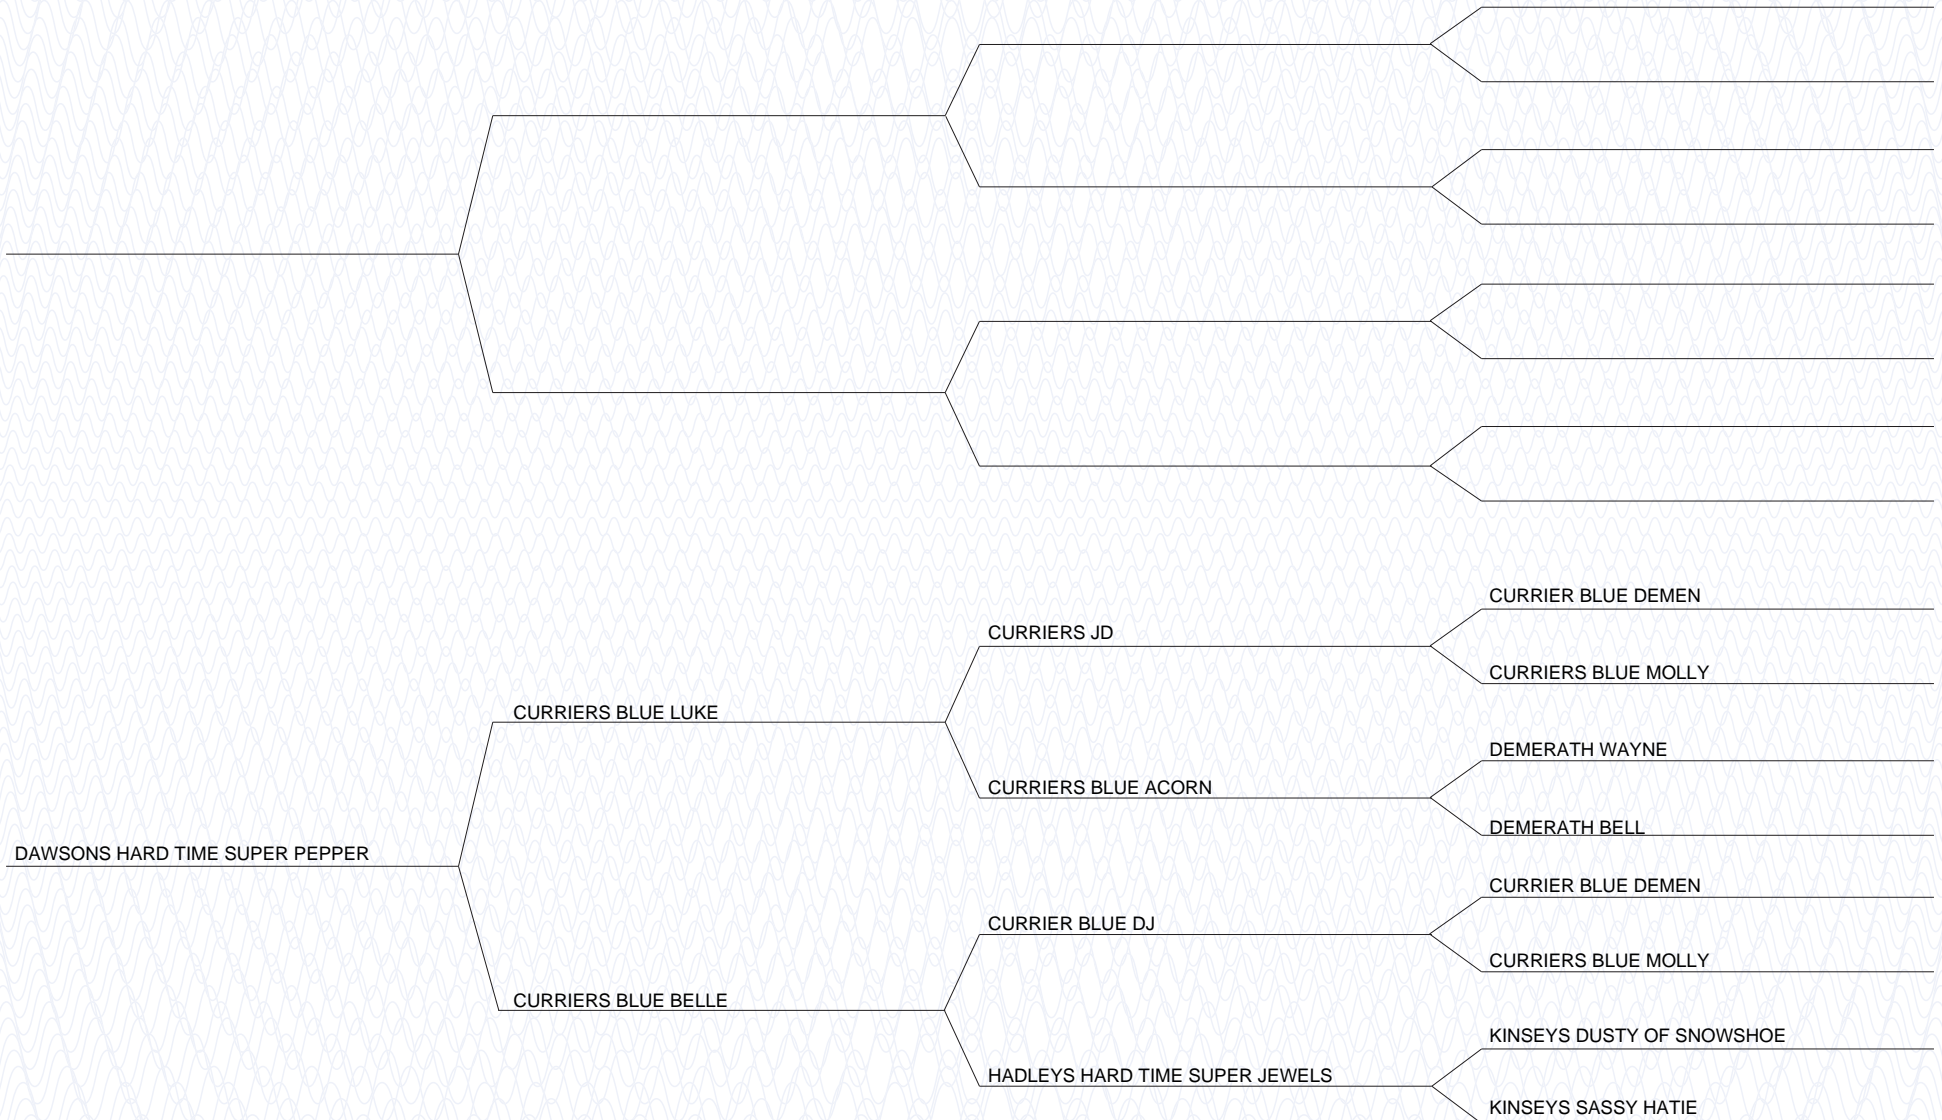 CURRIER BLUE DEMEN
CURRIERS JD
CURRIERS BLUE MOLLY
CURRIERS BLUE LUKE
DEMERATH WAYNE
CURRIERS BLUE ACORN
DEMERATH BELL
DAWSONS HARD TIME SUPER PEPPER
CURRIER BLUE DEMEN
CURRIER BLUE DJ
CURRIERS BLUE MOLLY
CURRIERS BLUE BELLE
KINSEYS DUSTY OF SNOWSHOE
HADLEYS HARD TIME SUPER JEWELS
KINSEYS SASSY HATIE